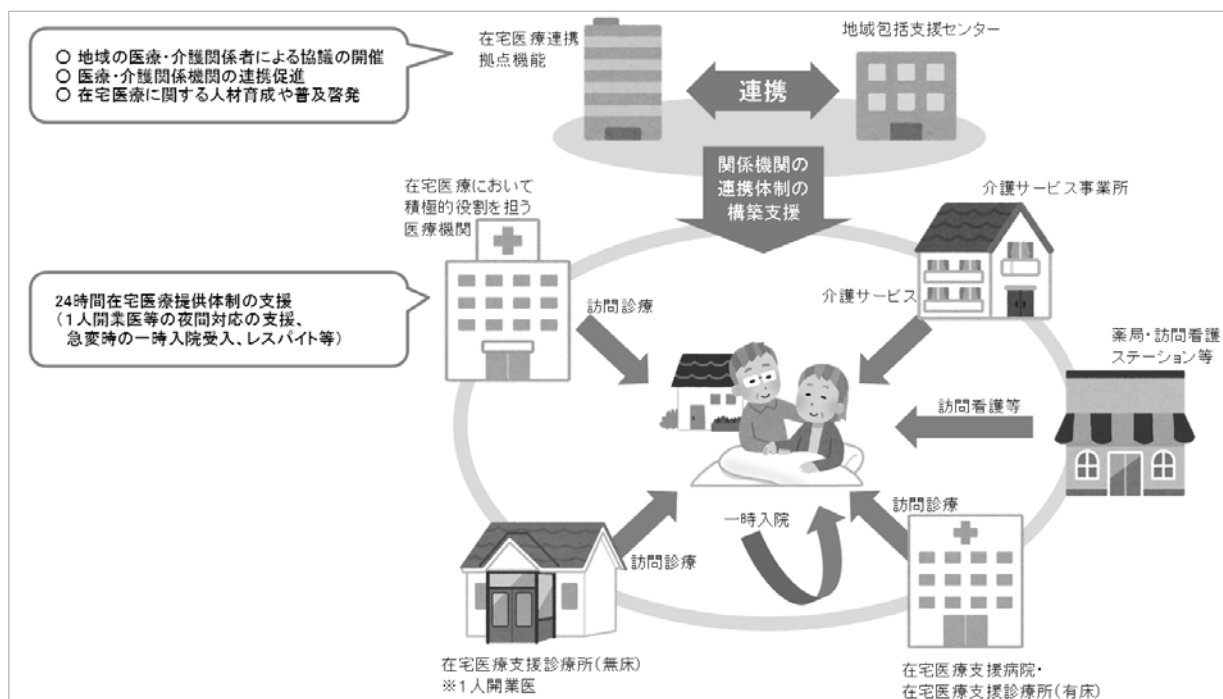 ○ 地域の医療・介護関係者による協議の開催
○ 医療・介護関係機関の連携促進
○ 在宅医療に関する人材育成や普及啓発
在宅医療連携
拠点機能
地域包括支援センター
連携
関係機関の
連携体制の
構築支援
在宅医療において
積極的役割を担う
医療機関
介護サービス事業所
24時間在宅医療提供体制の支援
(1人開業医等の夜間対応の支援、
急変時の一時入院受入、レスパイト等)
訪問診療
介護サービス
薬局・訪問看護
ステーション等
訪問看護等
訪問診療
一時入院
訪問診療
在宅医療支援診療所(無床)
※1人開業医
在宅医療支援病院・
在宅医療支援診療所(有床)